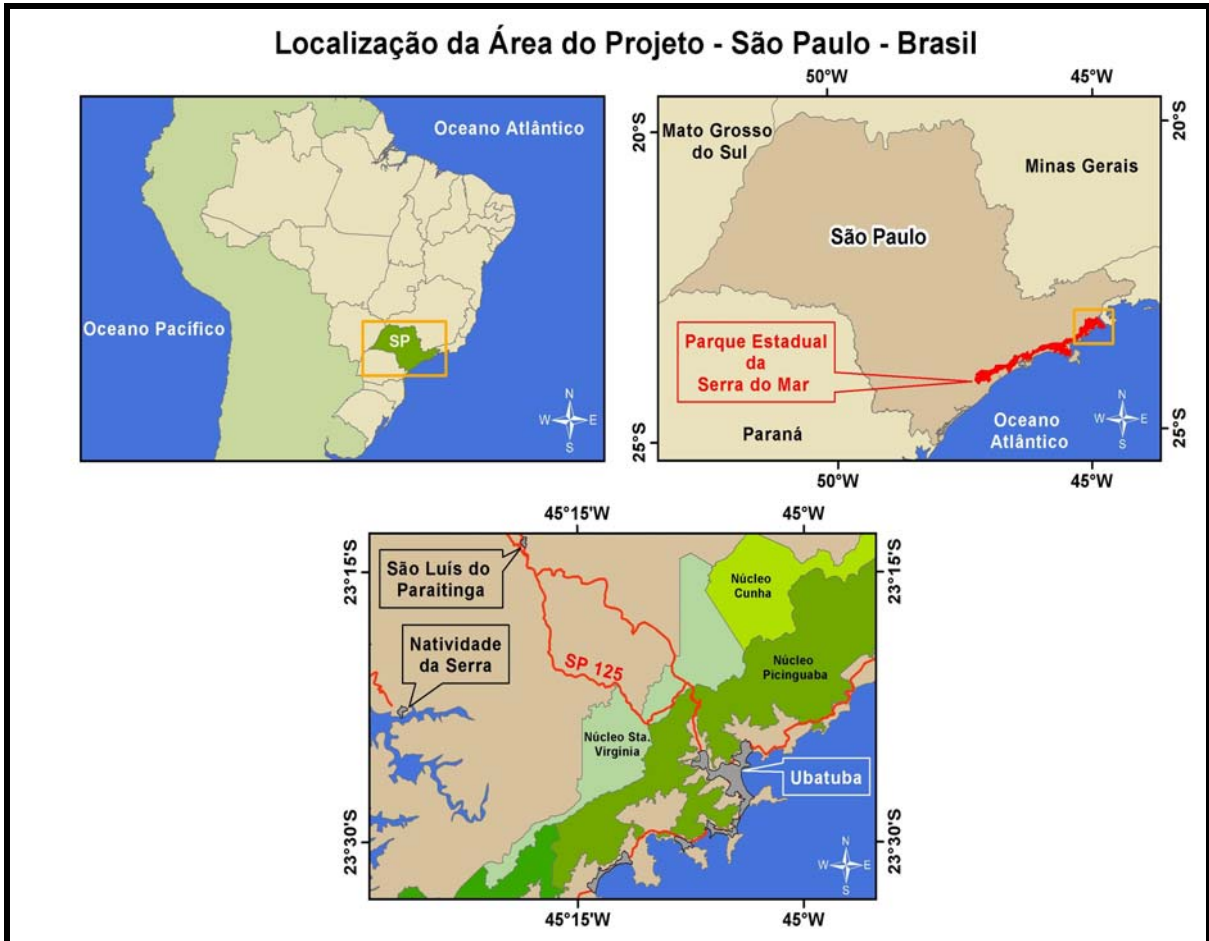 Localização da Área do Projeto - São Paulo - Brasil
Oceano Atlântico
Oceano Pacífico
SP
N
W E
S
50°W 45°W
20°S 20°S
Mato Grosso
do Sul
Minas Gerais
São Paulo
Parque Estadual
da
Serra do Mar
Oceano
Atlântico
Paraná
N
W E
S
25°S 25°S
50°W 45°W
45°15'W 45°W
23°15'S 23°15'S
São Luís do
Paraitinga
Núcleo
Cunha
Natividade
da Serra
SP 125
Núcleo
Picinguaba
Núcleo Sta.
Virgínia
Ubatuba
23°30'S 23°30'S
N
W E
S
45°15'W 45°W